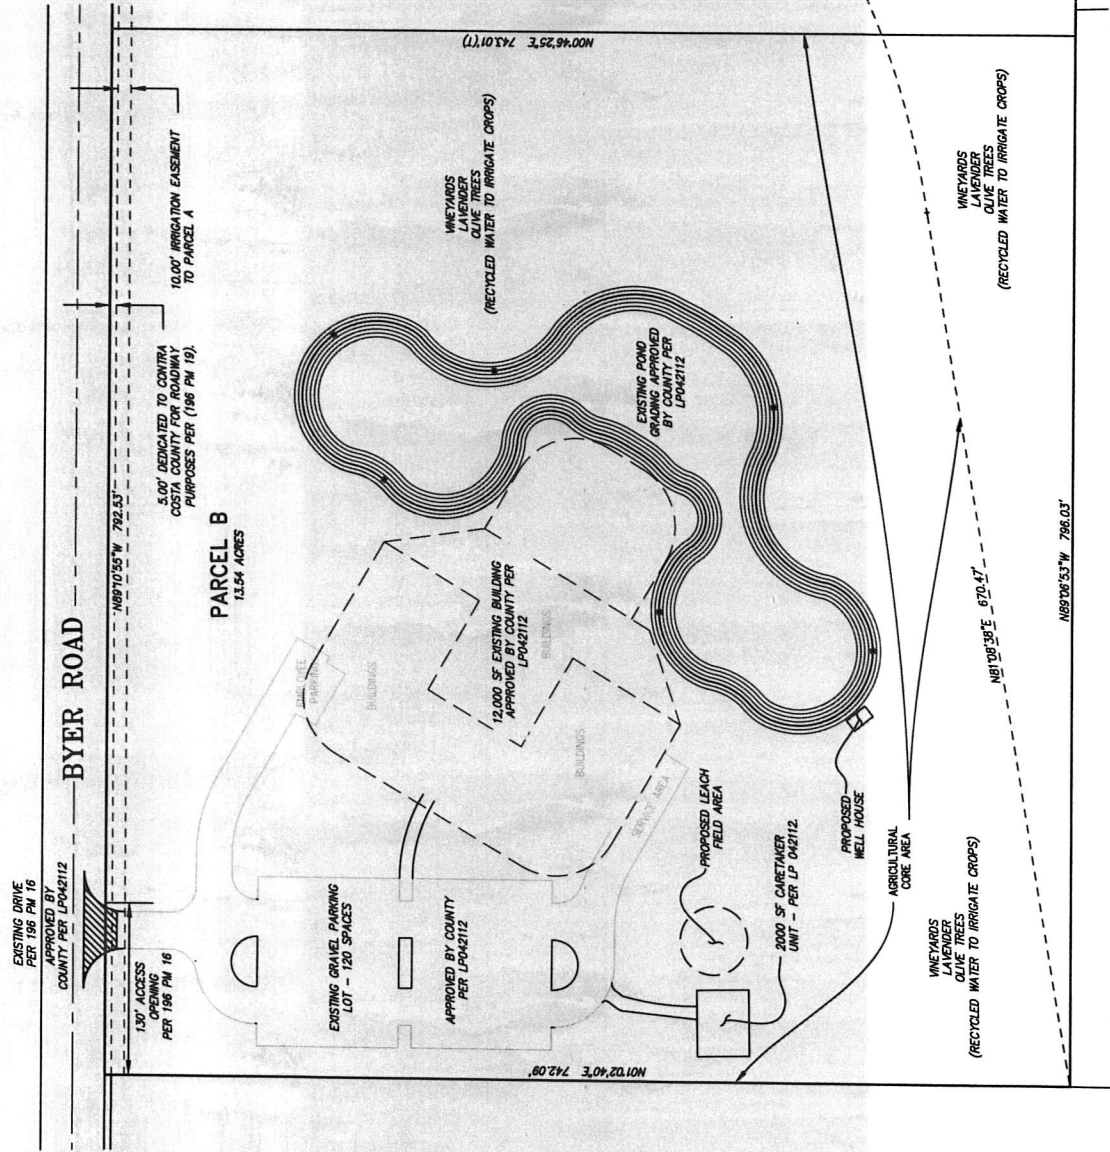 EXISTING DRIVE
PER 196 PM 16
APPROVED BY
COUNTY PER LP042112
BYER ROAD
130' ACCESS
OPENING
PER 196 PM 16
N89°10'55"W 792.53'
5.00' DEDICATED TO CONTRA
COSTA COUNTY FOR ROADWAY
PURPOSES PER (196 PM 19).
10.00' IRRIGATION EASEMENT
TO PARCEL A
PARCEL B
13.54 ACRES
N00°46'25"E 743.01'(T)
VINEYARDS
LAVENDER
OLIVE TREES
(RECYCLED WATER TO IRRIGATE CROPS)
EXISTING POND
GRADING APPROVED
BY COUNTY PER
LP042112
EMPLOYEE
PARKING
BUILDINGS
12,000 SF EXISTING BUILDING
APPROVED BY COUNTY PER
LP042112
BUILDINGS
BUILDINGS
SERVICE AREA
EXISTING GRAVEL PARKING
LOT - 120 SPACES
APPROVED BY COUNTY
PER LP042112
PROPOSED LEACH
FIELD AREA
2000 SF CARETAKER
UNIT - PER LP 042112.
PROPOSED
WELL HOUSE
AGRICULTURAL
CORE AREA
N01°02'40"E 742.09'
VINEYARDS
LAVENDER
OLIVE TREES
(RECYCLED WATER TO IRRIGATE CROPS)
VINEYARDS
LAVENDER
OLIVE TREES
(RECYCLED WATER TO IRRIGATE CROPS)
N81°08'38"E 670.47'
N89°06'53"W 796.03'